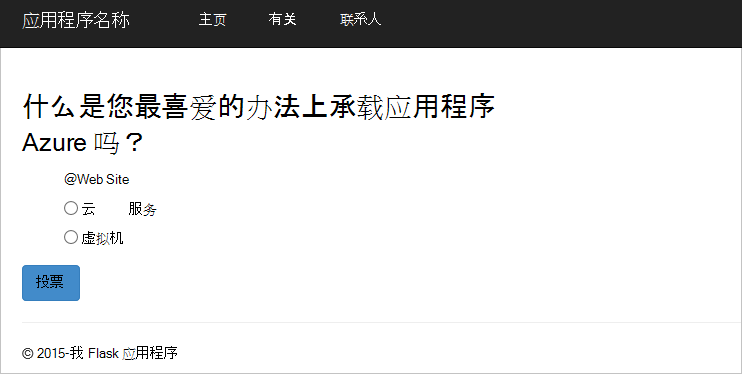 应用程序名称 主页 有关 联系人
什么是您最喜爱的办法上承载应用程序
Azure 吗？
@Web Site
云 服务
虚拟机
投票
© 2015-我 Flask 应用程序